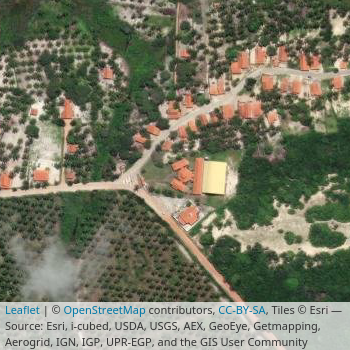 Leaflet | © OpenStreetMap contributors, CC-BY-SA, Tiles © Esri —
Source: Esri, i-cubed, USDA, USGS, AEX, GeoEye, Getmapping,
Aerogrid, IGN, IGP, UPR-EGP, and the GIS User Community